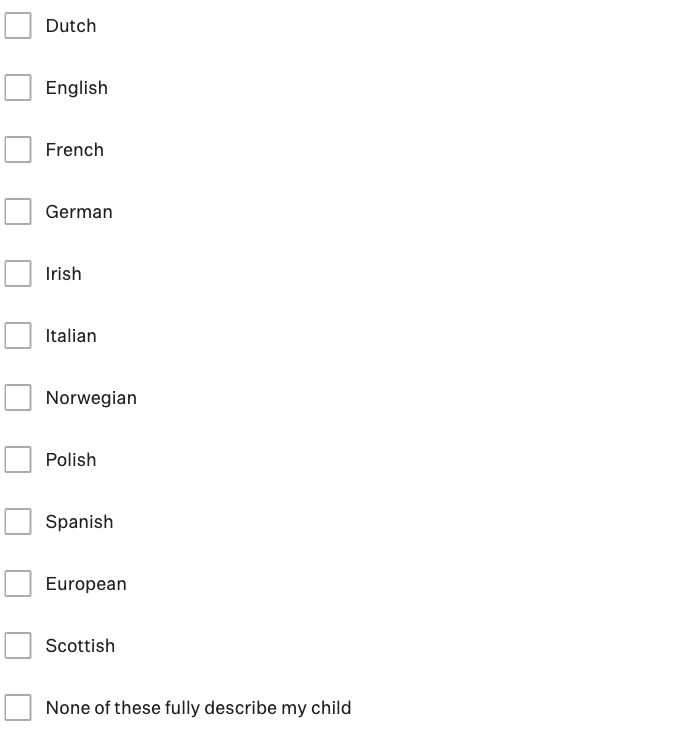 Dutch
English
French
German
Irish
Italian
Norwegian
Polish
Spanish
European
Scottish
None of these fully describe my child